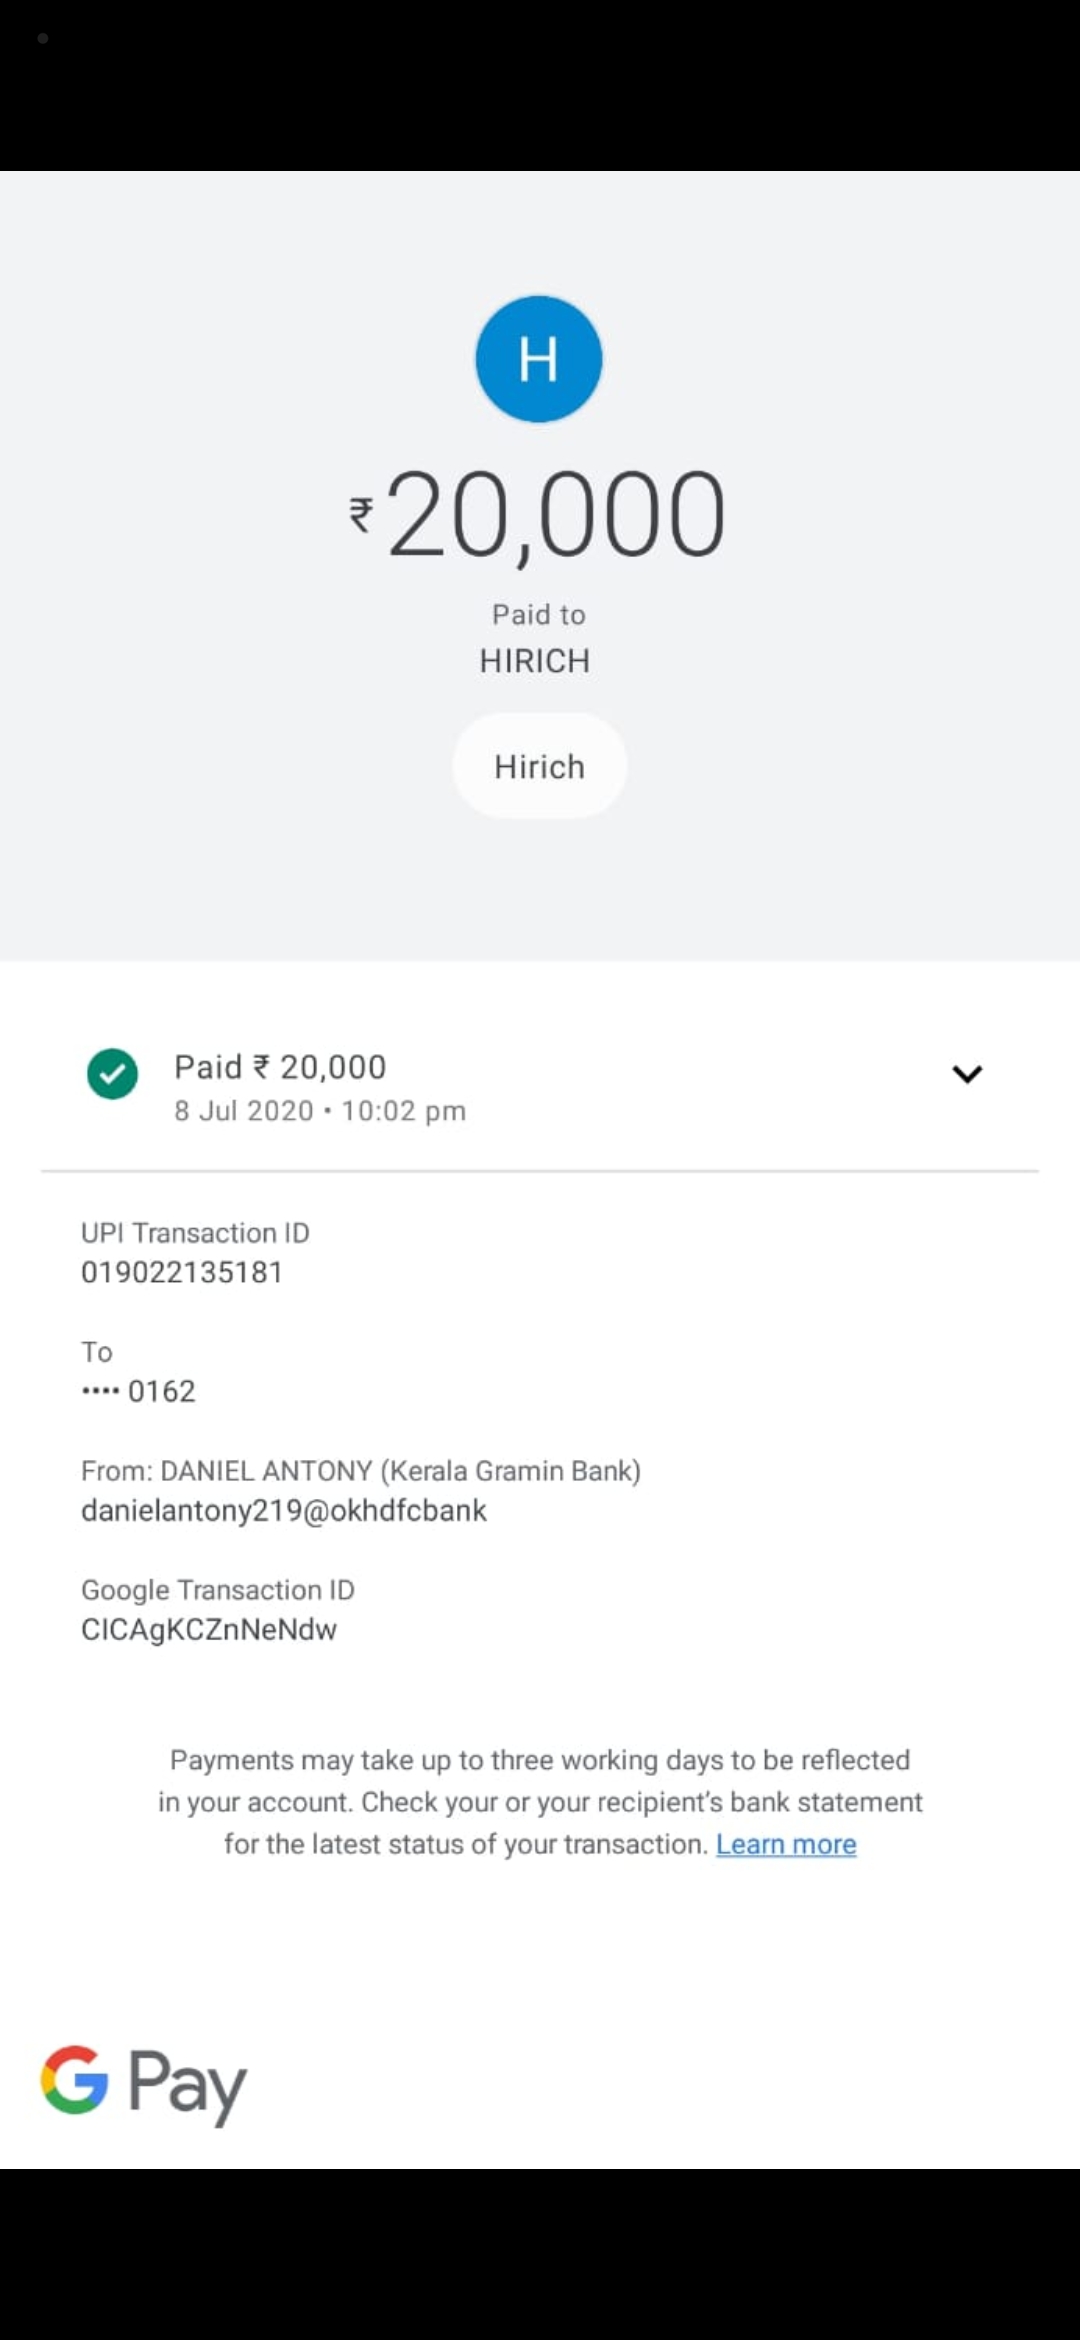 H
₹20,000
Paid to
HIRICH
Hirich
Paid ₹ 20,000
8 Jul 2020 • 10:02 pm
UPI Transaction ID
019022135181
To
•••• 0162
From: DANIEL ANTONY (Kerala Gramin Bank)
danielantony219@okhdfcbank
Google Transaction ID
CICAgKCZnNeNdw
Payments may take up to three working days to be reflected
in your account. Check your or your recipient's bank statement
for the latest status of your transaction. Learn more
G Pay